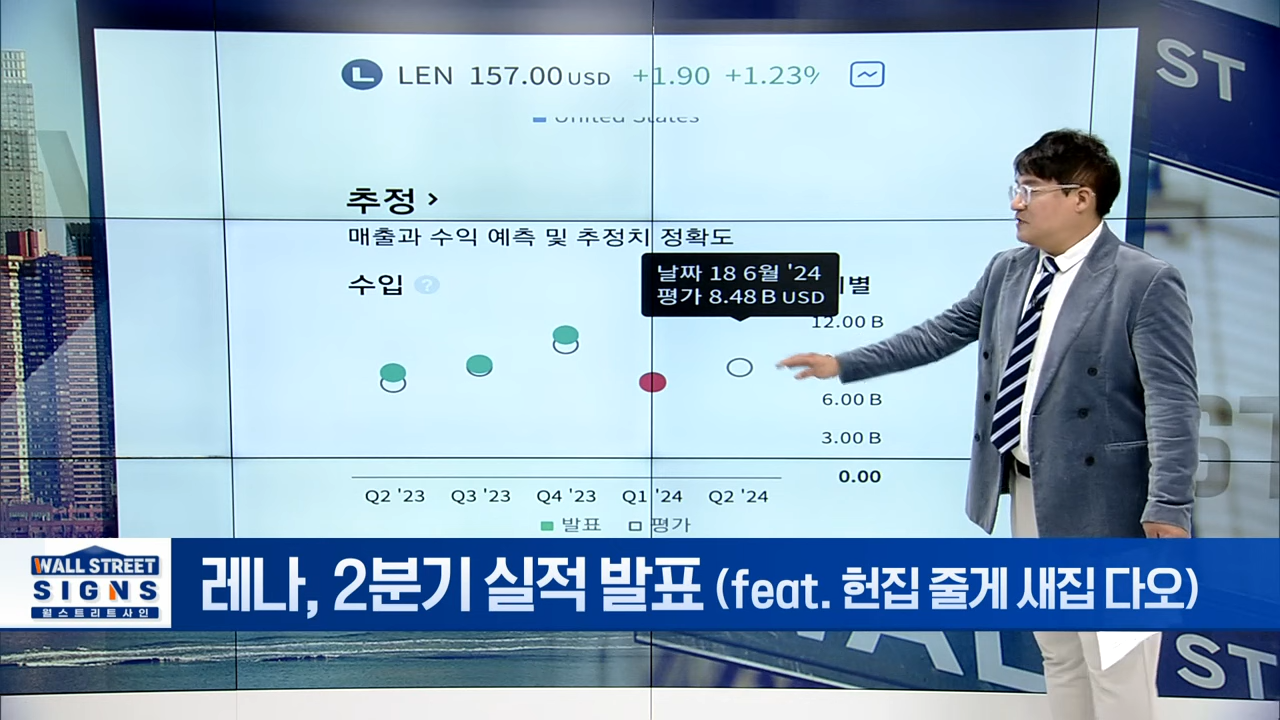 ST
LEN 157.00 USD +1.90 +1.23%
United States
추정 >
매출과 수익 예측 및 추정치 정확도
수입 ?
날짜 18 6월 '24
평가 8.48 B USD
별
12.00 B
6.00 B
3.00 B
0.00
Q2 '23 Q3 '23 Q4 '23 Q1 '24 Q2 '24
발표 평가
WALL STREET
SIGNS
월스트리트사인
레나, 2분기 실적 발표 (feat. 헌집 줄게 새집 다오)
ST